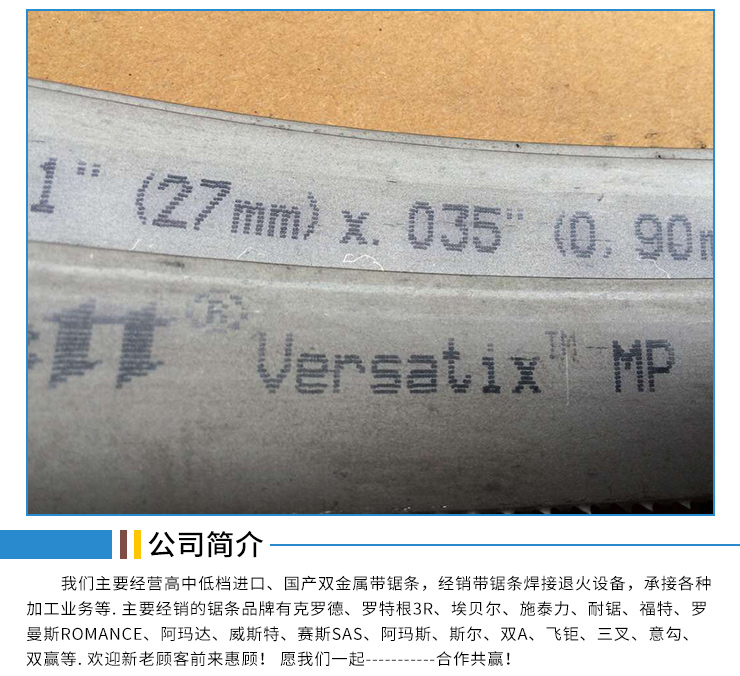 1" (27mm) x. 035" (0. 90m
tt® Versatix™ MP
公司简介
我们主要经营高中低档进口、国产双金属带锯条，经销带锯条焊接退火设备，承接各种
加工业务等. 主要经销的锯条品牌有克罗德、罗特根3R、埃贝尔、施泰力、耐锯、福特、罗
曼斯ROMANCE、阿玛达、威斯特、赛斯SAS、阿玛斯、斯尔、双A、飞钜、三叉、意勾、
双赢等. 欢迎新老顾客前来惠顾！ 愿我们一起-----------合作共赢！